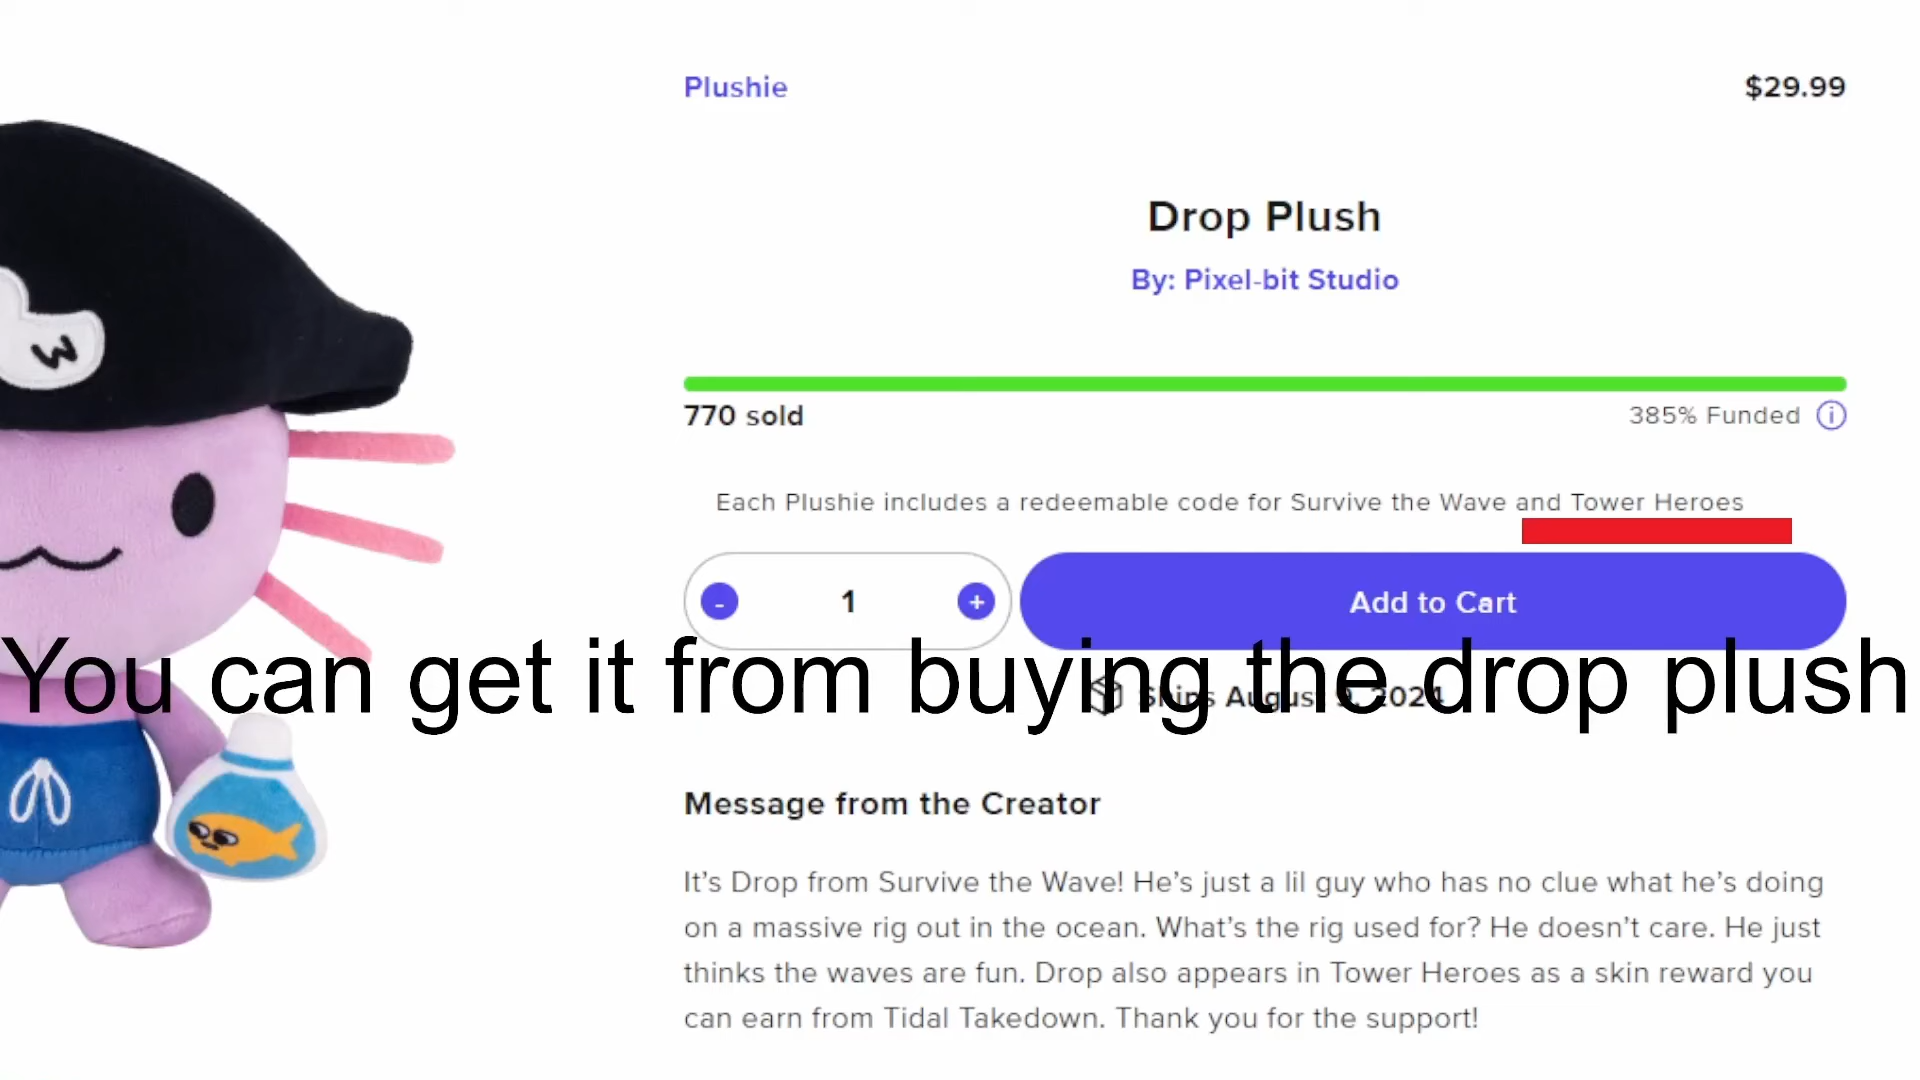 Plushie
$29.99
Drop Plush
By: Pixel-bit Studio
770 sold
385% Funded
Each Plushie includes a redeemable code for Survive the Wave and Tower Heroes
- 1 +
Add to Cart
You can get it from buying the drop plush
Ships August 9, 2024
Message from the Creator
It's Drop from Survive the Wave! He's just a lil guy who has no clue what he's doing
on a massive rig out in the ocean. What's the rig used for? He doesn't care. He just
thinks the waves are fun. Drop also appears in Tower Heroes as a skin reward you
can earn from Tidal Takedown. Thank you for the support!
W